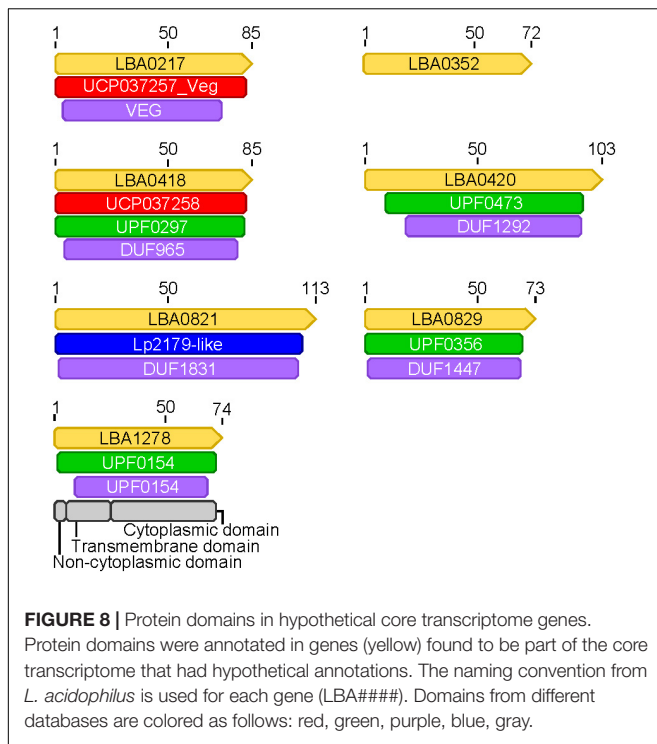 1 50 85
LBA0217
UCP037257_Veg
VEG
1 50 72
LBA0352
1 50 85
LBA0418
UCP037258
UPF0297
DUF965
1 50 103
LBA0420
UPF0473
DUF1292
1 50 113
LBA0821
Lp2179-like
DUF1831
1 50 73
LBA0829
UPF0356
DUF1447
1 50 74
LBA1278
UPF0154
UPF0154
Cytoplasmic domain
Transmembrane domain
Non-cytoplasmic domain
FIGURE 8 | Protein domains in hypothetical core transcriptome genes.
Protein domains were annotated in genes (yellow) found to be part of the core
transcriptome that had hypothetical annotations. The naming convention from
L. acidophilus is used for each gene (LBA####). Domains from different
databases are colored as follows: red, green, purple, blue, gray.